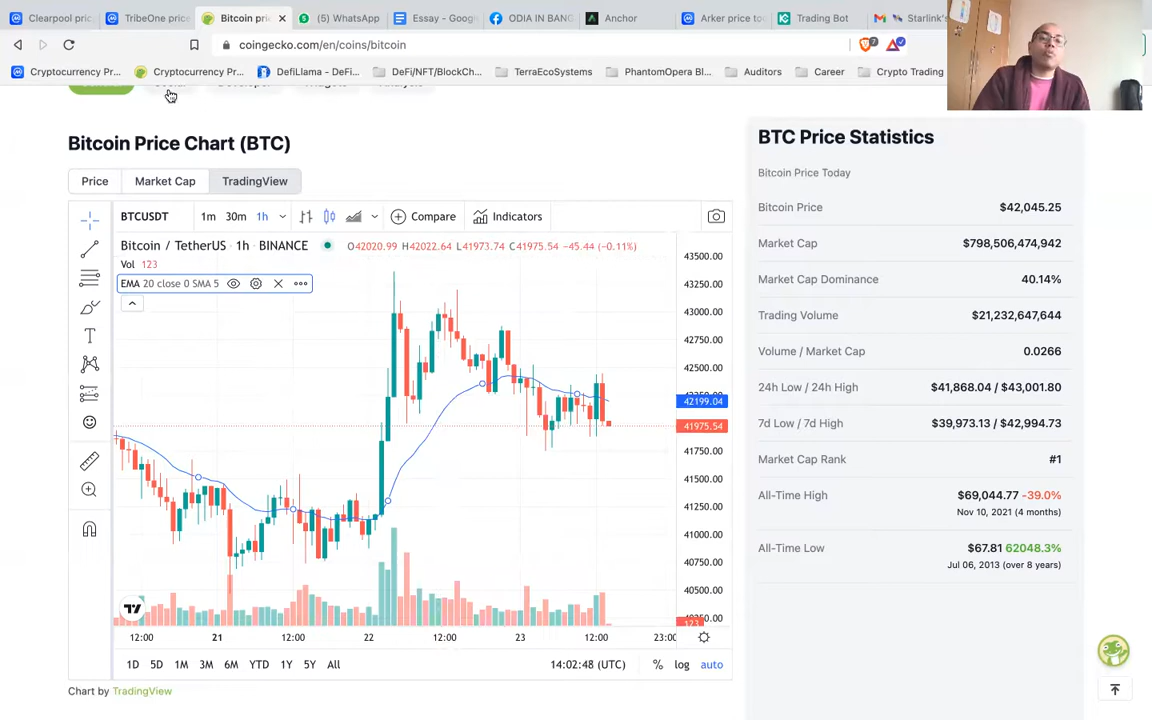 Clearpool price
TribeOne price
Bitcoin pri
(5) WhatsApp
Essay - Goog
ODIA IN BANG
Anchor
Arker price to
Trading Bot
Starlink's
coingecko.com/en/coins/bitcoin
7
Cryptocurrency Pr...
Cryptocurrency Pr...
DefiLlama - DeFi...
DeFi/NFT/BlockCh...
TerraEcoSystems
PhantomOpera Bl...
Auditors
Career
Crypto Trading
Bitcoin Price Chart (BTC)
Price
Market Cap
TradingView
BTCUSDT
1m 30m 1h
Compare
Indicators
Bitcoin / TetherUS · 1h · BINANCE
O42020.99 H42022.64 L41973.74 C41975.54 -45.44 (-0.11%)
Vol 123
EMA 20 close 0 SMA 5
43500.00
43250.00
43000.00
42750.00
42500.00
42199.04
41975.54
41750.00
41500.00
41250.00
41000.00
40750.00
40500.00
123
12:00
21
12:00
22
12:00
23
12:00
23:00
1D 5D 1M 3M 6M YTD 1Y 5Y All
14:02:48 (UTC)
% log auto
Chart by TradingView
BTC Price Statistics
Bitcoin Price Today
Bitcoin Price $42,045.25
Market Cap $798,506,474,942
Market Cap Dominance 40.14%
Trading Volume $21,232,647,644
Volume / Market Cap 0.0266
24h Low / 24h High $41,868.04 / $43,001.80
7d Low / 7d High $39,973.13 / $42,994.73
Market Cap Rank #1
All-Time High $69,044.77 -39.0%
Nov 10, 2021 (4 months)
All-Time Low $67.81 62048.3%
Jul 06, 2013 (over 8 years)